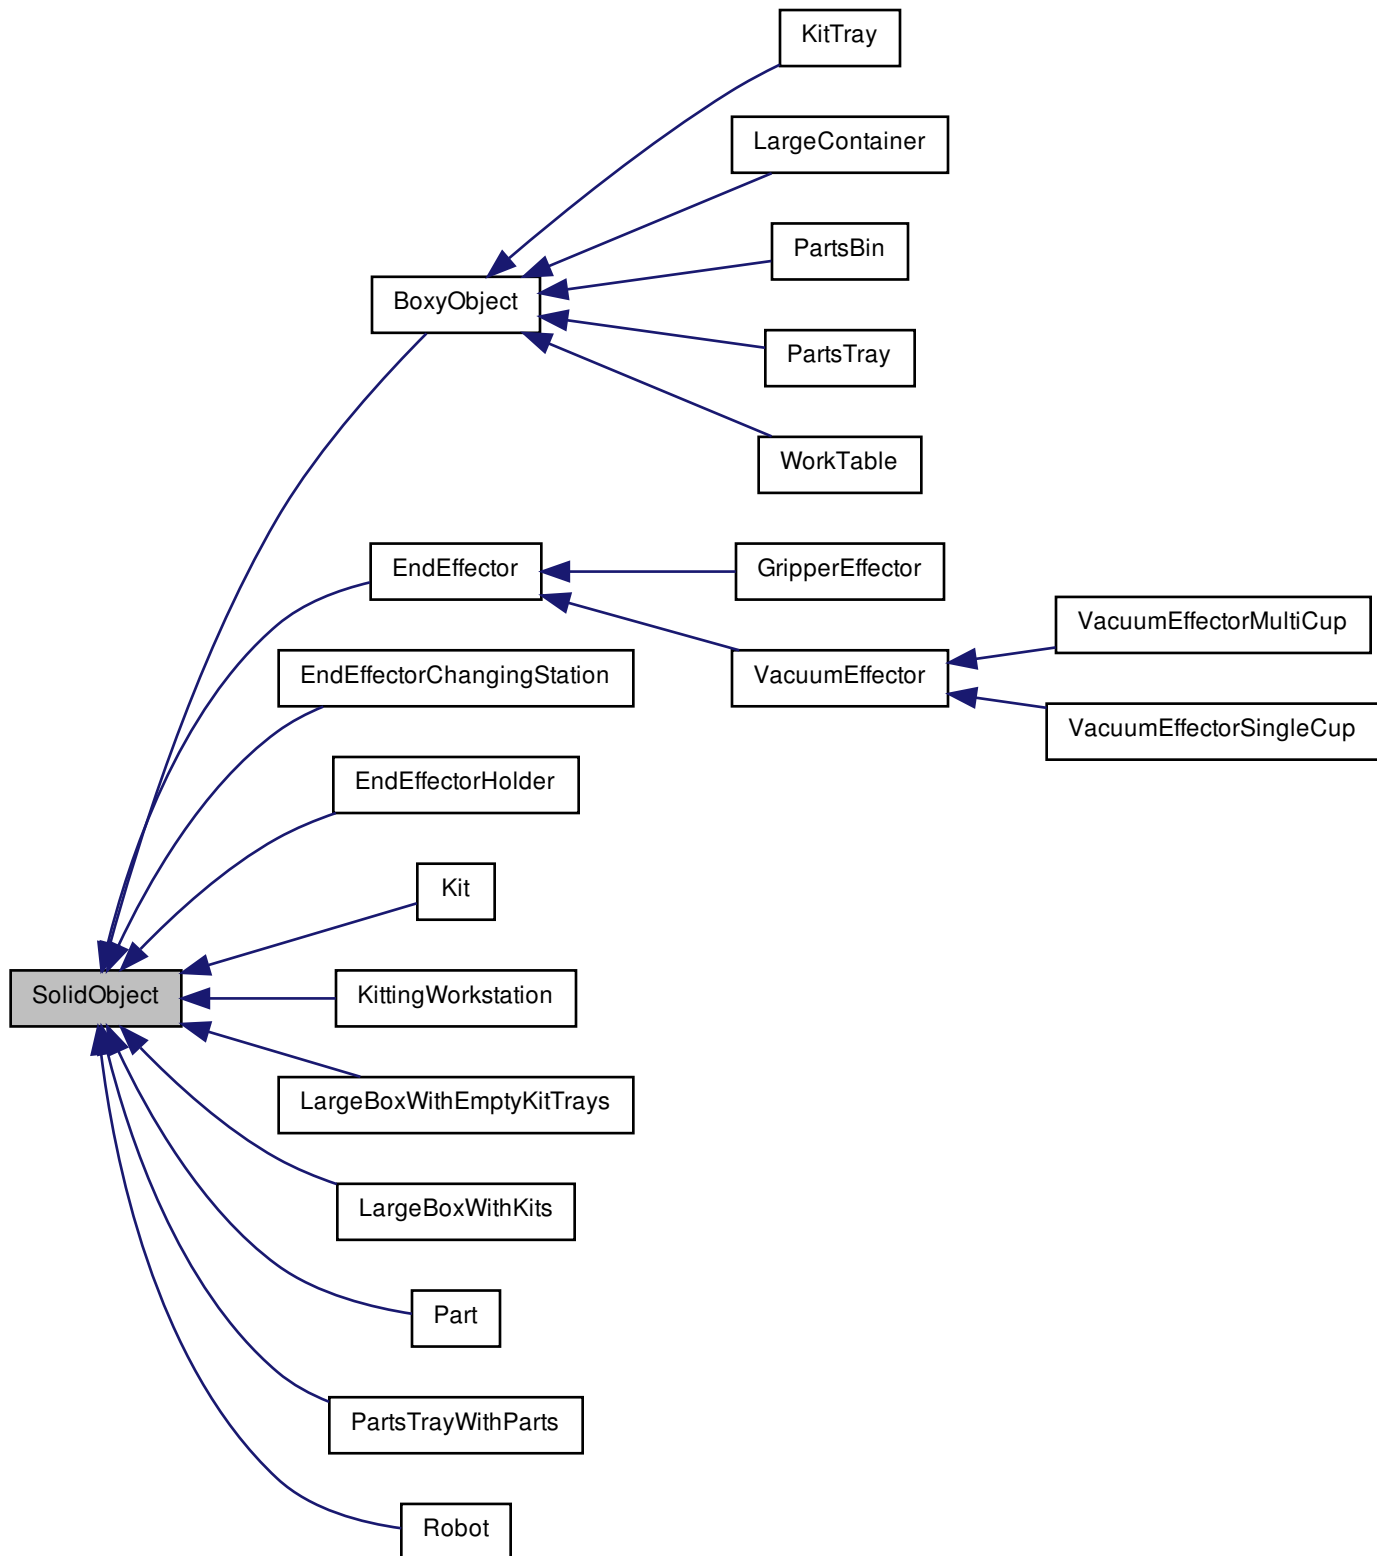 KitTray
LargeContainer
PartsBin
BoxyObject
PartsTray
WorkTable
EndEffector
GripperEffector
VacuumEffectorMultiCup
EndEffectorChangingStation
VacuumEffector
VacuumEffectorSingleCup
EndEffectorHolder
Kit
SolidObject
KittingWorkstation
LargeBoxWithEmptyKitTrays
LargeBoxWithKits
Part
PartsTrayWithParts
Robot